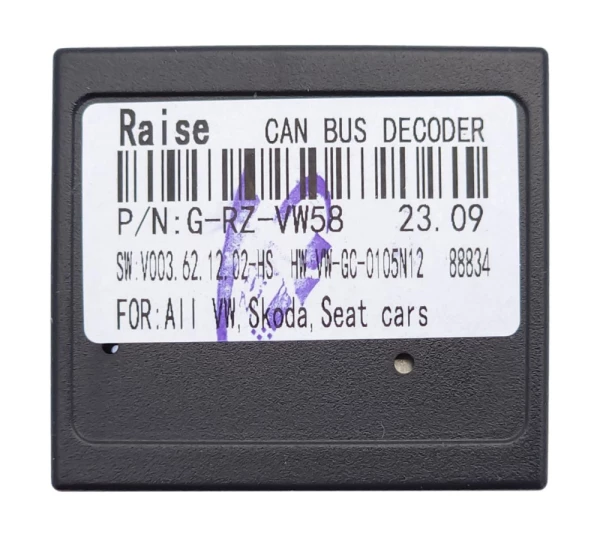 Raise CAN BUS DECODER
P/N:G-RZ-VW58 23.09
SW:V003.62.12.02-HS HW:VW-GC-0105N12 88834
FOR:All VW, Skoda, Seat cars